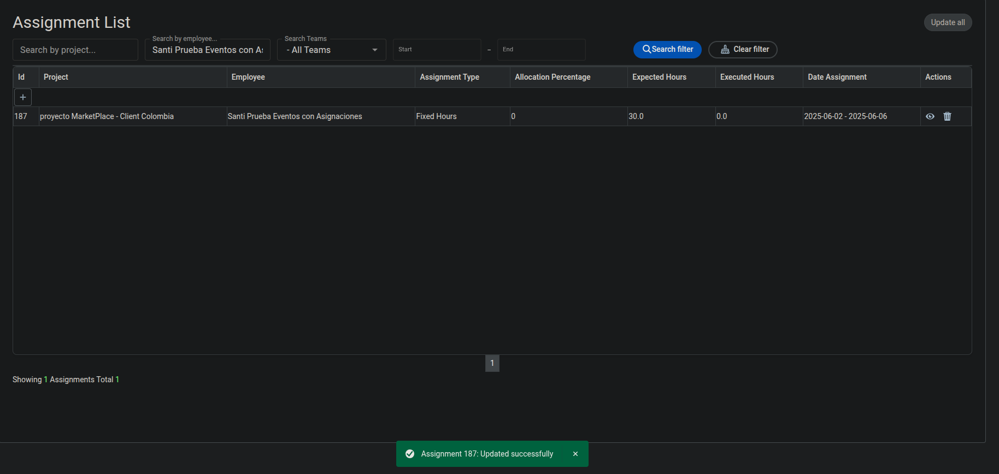 Assignment List
Update all
Search by project...
Search by employee...
Santi Prueba Eventos con A
Search Teams
- All Teams
Start
–
End
Search filter
Clear filter
Id Project Employee Assignment Type Allocation Percentage Expected Hours Executed Hours Date Assignment Actions
+
187 proyecto MarketPlace - Client Colombia Santi Prueba Eventos con Asignaciones Fixed Hours 0 30.0 0.0 2025-06-02 - 2025-06-06
1
Showing 1 Assignments Total 1
Assignment 187: Updated successfully